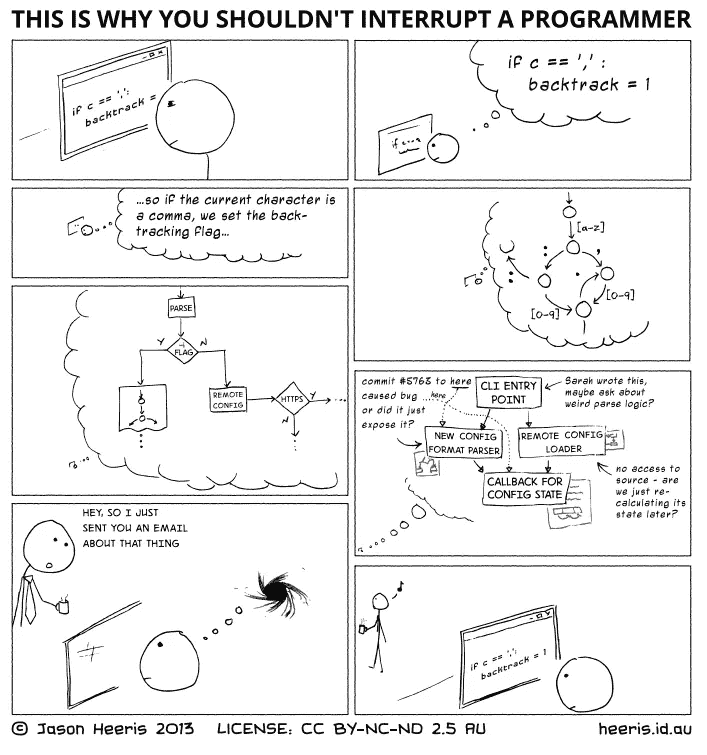 THIS IS WHY YOU SHOULDN'T INTERRUPT A PROGRAMMER
if c == ',':
backtrack =
if c == ',' :
backtrack = 1
...so if the current character is
a comma, we set the back-
tracking flag...
[a-z]
[0-9]
[0-9]
PARSE
Y
FLAG
N
REMOTE
CONFIG
HTTPS
Y
N
commit #5763 to here
caused bug
or did it just
expose it?
here
CLI ENTRY
POINT
Sarah wrote this,
maybe ask about
weird parse logic?
NEW CONFIG
FORMAT PARSER
REMOTE CONFIG
LOADER
CALLBACK FOR
CONFIG STATE
no access to
source - are
we just re-
calculating its
state later?
HEY, SO I JUST
SENT YOU AN EMAIL
ABOUT THAT THING
if c == ',':
backtrack = 1
© Jason Heeris 2013 LICENSE: CC BY-NC-ND 2.5 AU heeris.id.au